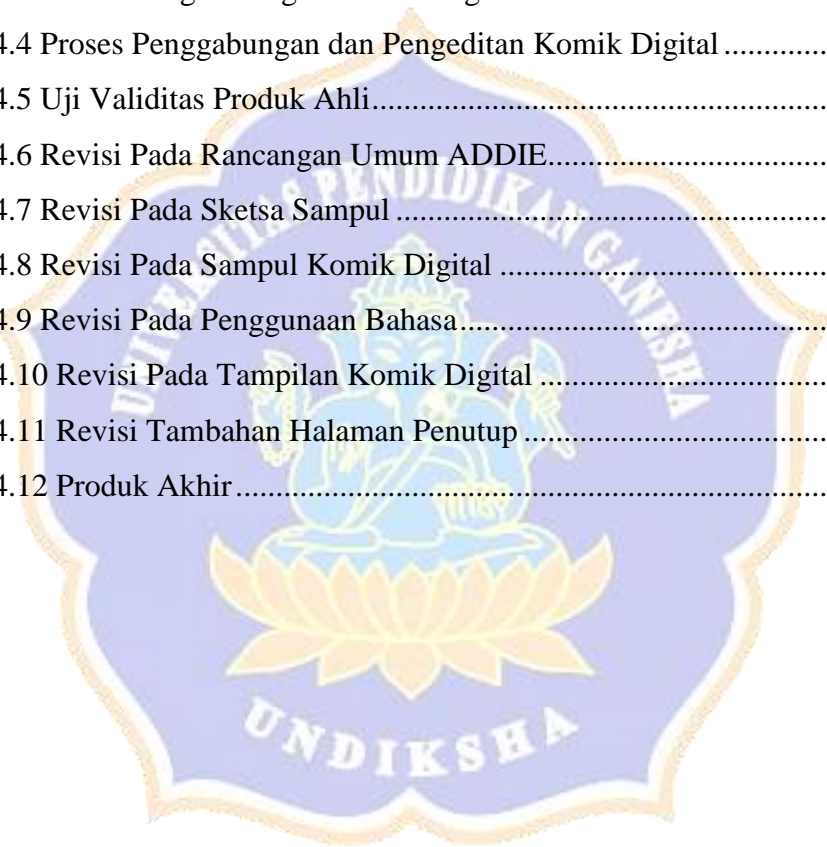 4.4 Proses Penggabungan dan Pengeditan Komik Digital.............
4.5 Uji Validitas Produk Ahli.........................................................
4.6 Revisi Pada Rancangan Umum ADDIE...................................
4.7 Revisi Pada Sketsa Sampul ......................................................
4.8 Revisi Pada Sampul Komik Digital .........................................
4.9 Revisi Pada Penggunaan Bahasa..............................................
4.10 Revisi Pada Tampilan Komik Digital ....................................
4.11 Revisi Tambahan Halaman Penutup ......................................
4.12 Produk Akhir..........................................................................
UNIVERSITAS PENDIDIKAN GANESHA
UNDIKSHA